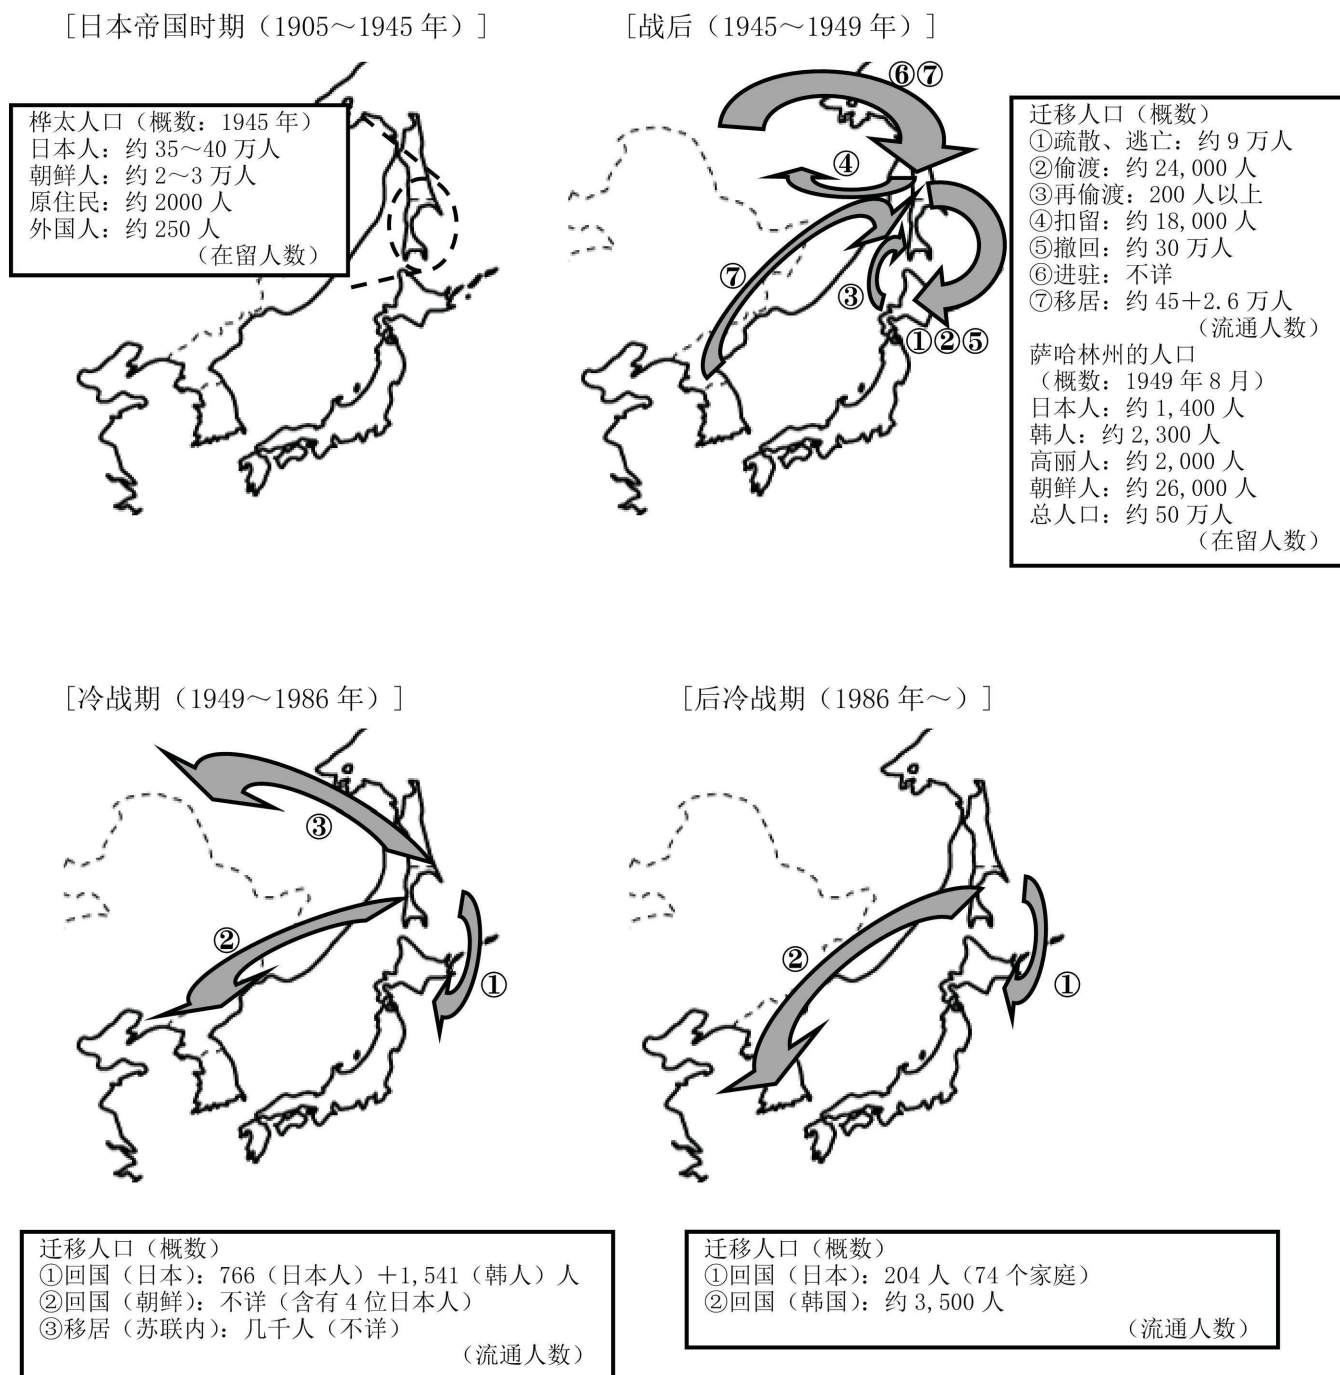 [日本帝国时期（1905～1945 年）]
桦太人口（概数：1945 年）
日本人：约 35～40 万人
朝鲜人：约 2～3 万人
原住民：约 2000 人
外国人：约 250 人
（在留人数）
[战后（1945～1949 年）]
⑥⑦
④
⑦
③
①②⑤
迁移人口（概数）
①疏散、逃亡：约 9 万人
②偷渡：约 24,000 人
③再偷渡：200 人以上
④扣留：约 18,000 人
⑤撤回：约 30 万人
⑥进驻：不详
⑦移居：约 45＋2.6 万人
（流通人数）
萨哈林州的人口
（概数：1949 年 8 月）
日本人：约 1,400 人
韩人：约 2,300 人
高丽人：约 2,000 人
朝鲜人：约 26,000 人
总人口：约 50 万人
（在留人数）
[冷战期（1949～1986 年）]
③
②
①
迁移人口（概数）
①回国（日本）：766（日本人）＋1,541（韩人）人
②回国（朝鲜）：不详（含有 4 位日本人）
③移居（苏联内）：几千人（不详）
（流通人数）
[后冷战期（1986 年～）]
②
①
迁移人口（概数）
①回国（日本）：204 人（74 个家庭）
②回国（韩国）：约 3,500 人
（流通人数）